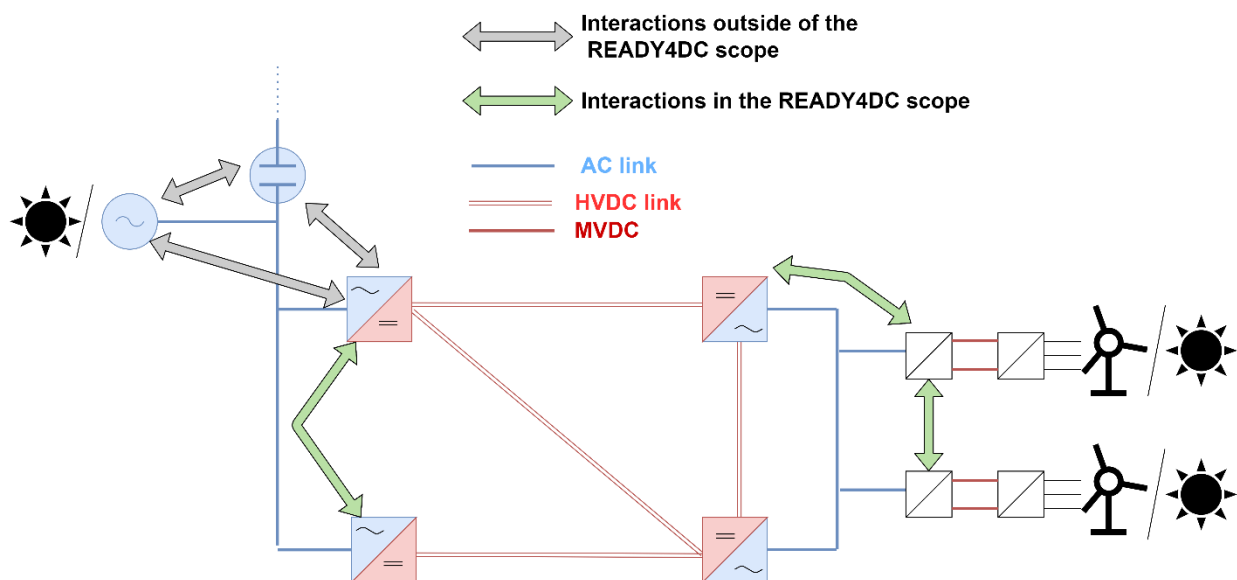 Interactions outside of the
READY4DC scope
Interactions in the READY4DC scope
AC link
HVDC link
MVDC